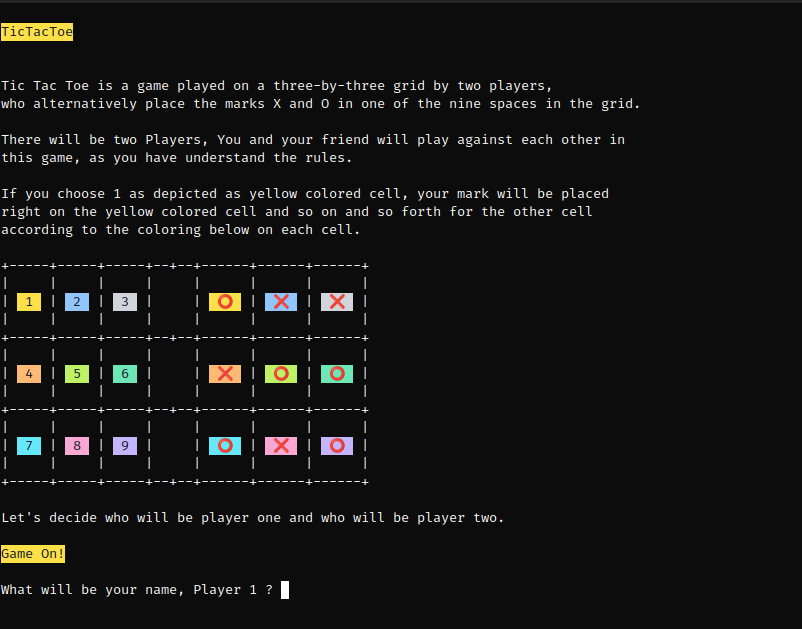 TicTacToe
Tic Tac Toe is a game played on a three-by-three grid by two players,
who alternatively place the marks X and O in one of the nine spaces in the grid.
There will be two Players, You and your friend will play against each other in
this game, as you have understand the rules.
If you choose 1 as depicted as yellow colored cell, your mark will be placed
right on the yellow colored cell and so on and so forth for the other cell
according to the coloring below on each cell.
+-----+-----+-----+--+--+------+------+------+
|     |     |     |     |      |      |      |
|  1  |  2  |  3  |     |  ⭕  |  ❌  |  ❌  |
|     |     |     |     |      |      |      |
+-----+-----+-----+--+--+------+------+------+
|     |     |     |     |      |      |      |
|  4  |  5  |  6  |     |  ❌  |  ⭕  |  ⭕  |
|     |     |     |     |      |      |      |
+-----+-----+-----+--+--+------+------+------+
|     |     |     |     |      |      |      |
|  7  |  8  |  9  |     |  ⭕  |  ❌  |  ⭕  |
|     |     |     |     |      |      |      |
+-----+-----+-----+--+--+------+------+------+
Let's decide who will be player one and who will be player two.
Game On!
What will be your name, Player 1 ?